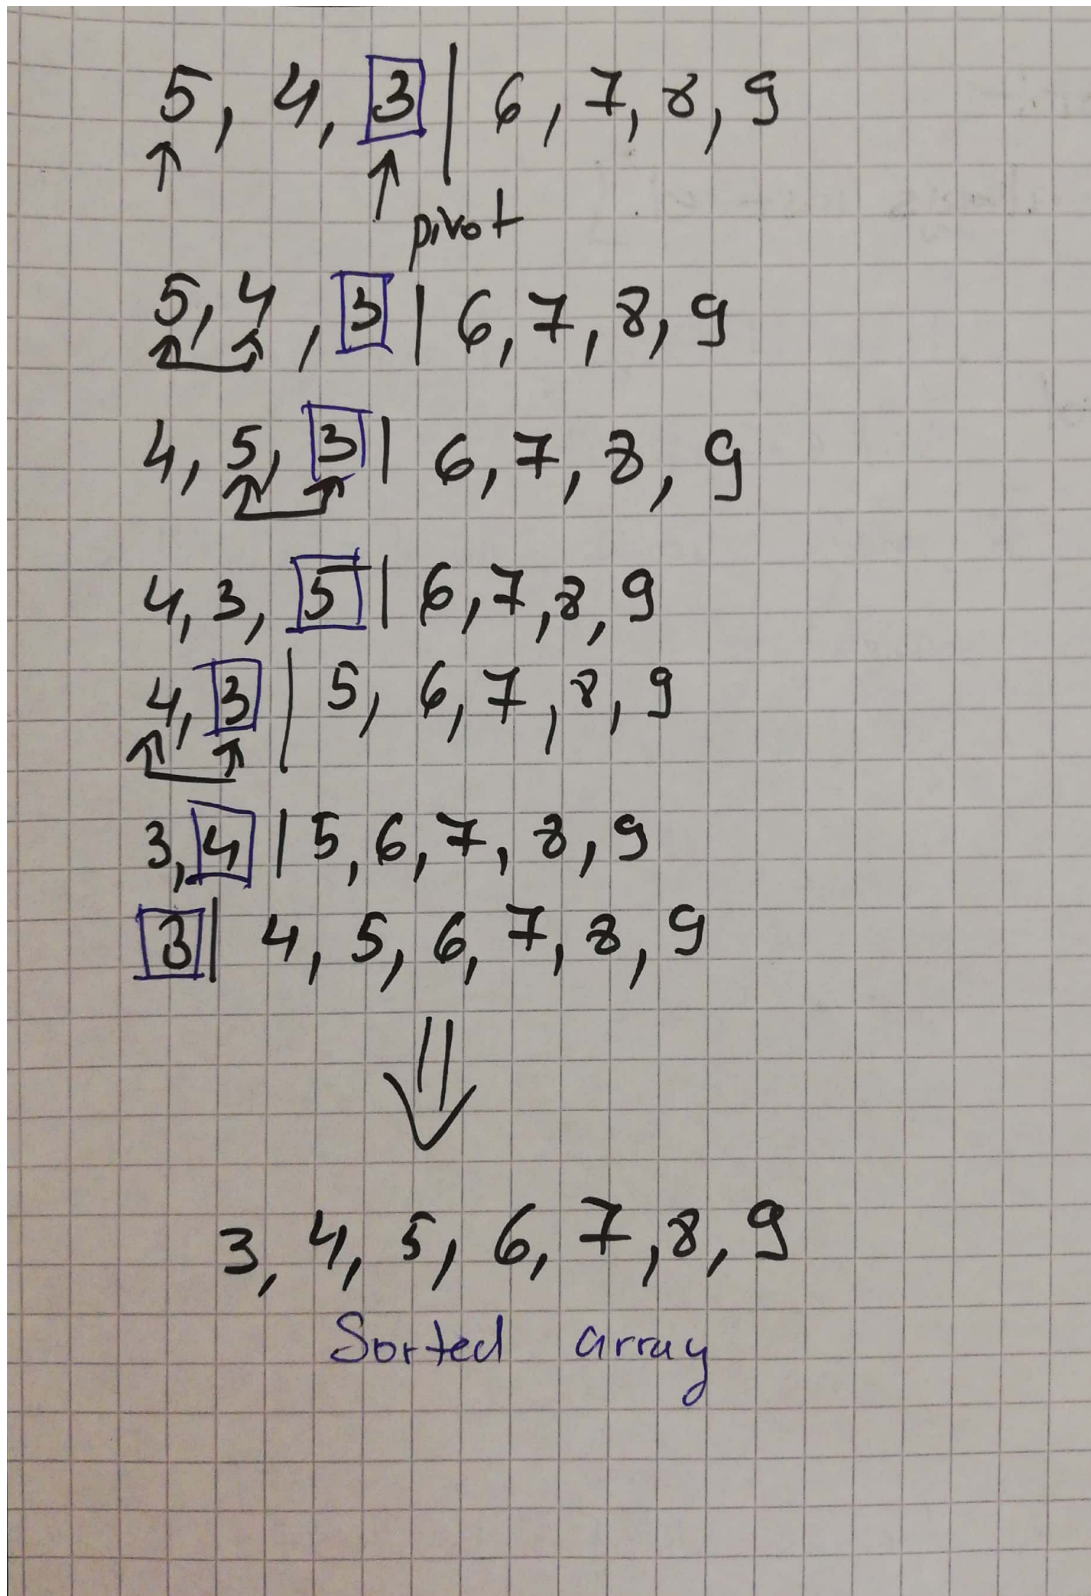 5, 4, 3 | 6, 7, 8, 9
pivot
5, 4, 3 | 6, 7, 8, 9
4, 5, 3 | 6, 7, 8, 9
4, 3, 5 | 6, 7, 8, 9
4, 3 | 5, 6, 7, 8, 9
3, 4 | 5, 6, 7, 8, 9
3 | 4, 5, 6, 7, 8, 9
3, 4, 5, 6, 7, 8, 9
Sorted array